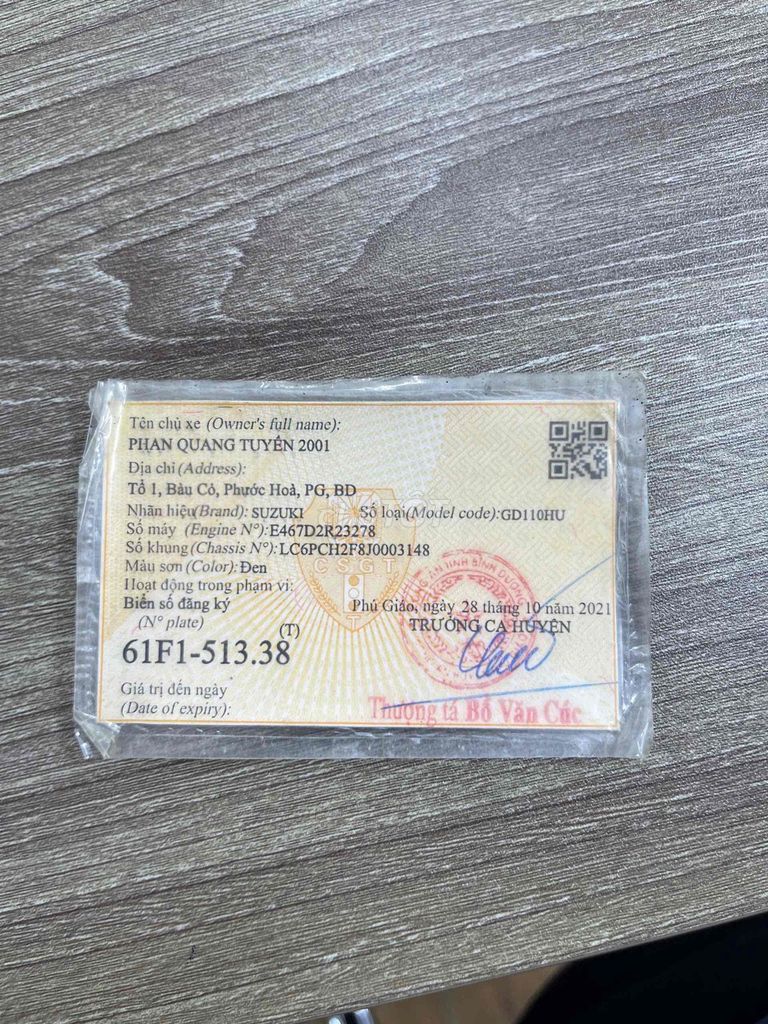 Tên chủ xe (Owner's full name):
PHAN QUANG TUYẾN 2001
Địa chỉ (Address):
Tổ 1, Bàu Cỏ, Phước Hoà, PG, BD
Nhãn hiệu(Brand): SUZUKI Số loại(Model code):GD110HU
Số máy (Engine N°):E467D2R23278
Số khung(Chassis N°):LC6PCH2F8J0003148
Màu sơn (Color): Đen
Hoạt động trong phạm vi:
Biển số đăng ký Phú Giáo, ngày 28 tháng 10 năm 2021
(N° plate) TRƯỞNG CA HUYỆN
61F1-513.38 (T)
Giá trị đến ngày
(Date of expiry): Thượng tá Bồ Văn Cúc
CSGT